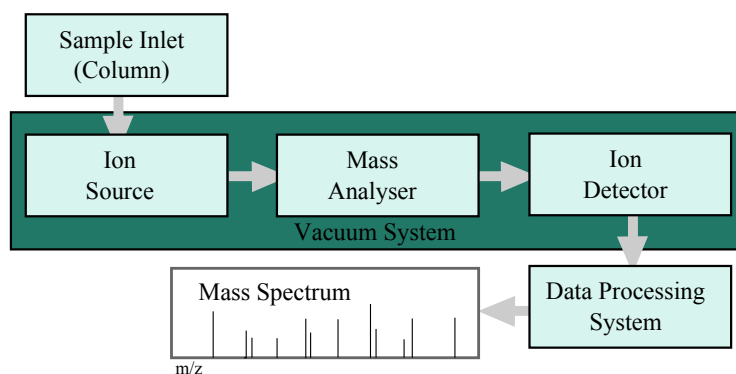 Sample Inlet
(Column)
Ion
Source
Mass
Analyser
Ion
Detector
Vacuum System
Data Processing
System
Mass Spectrum
m/z